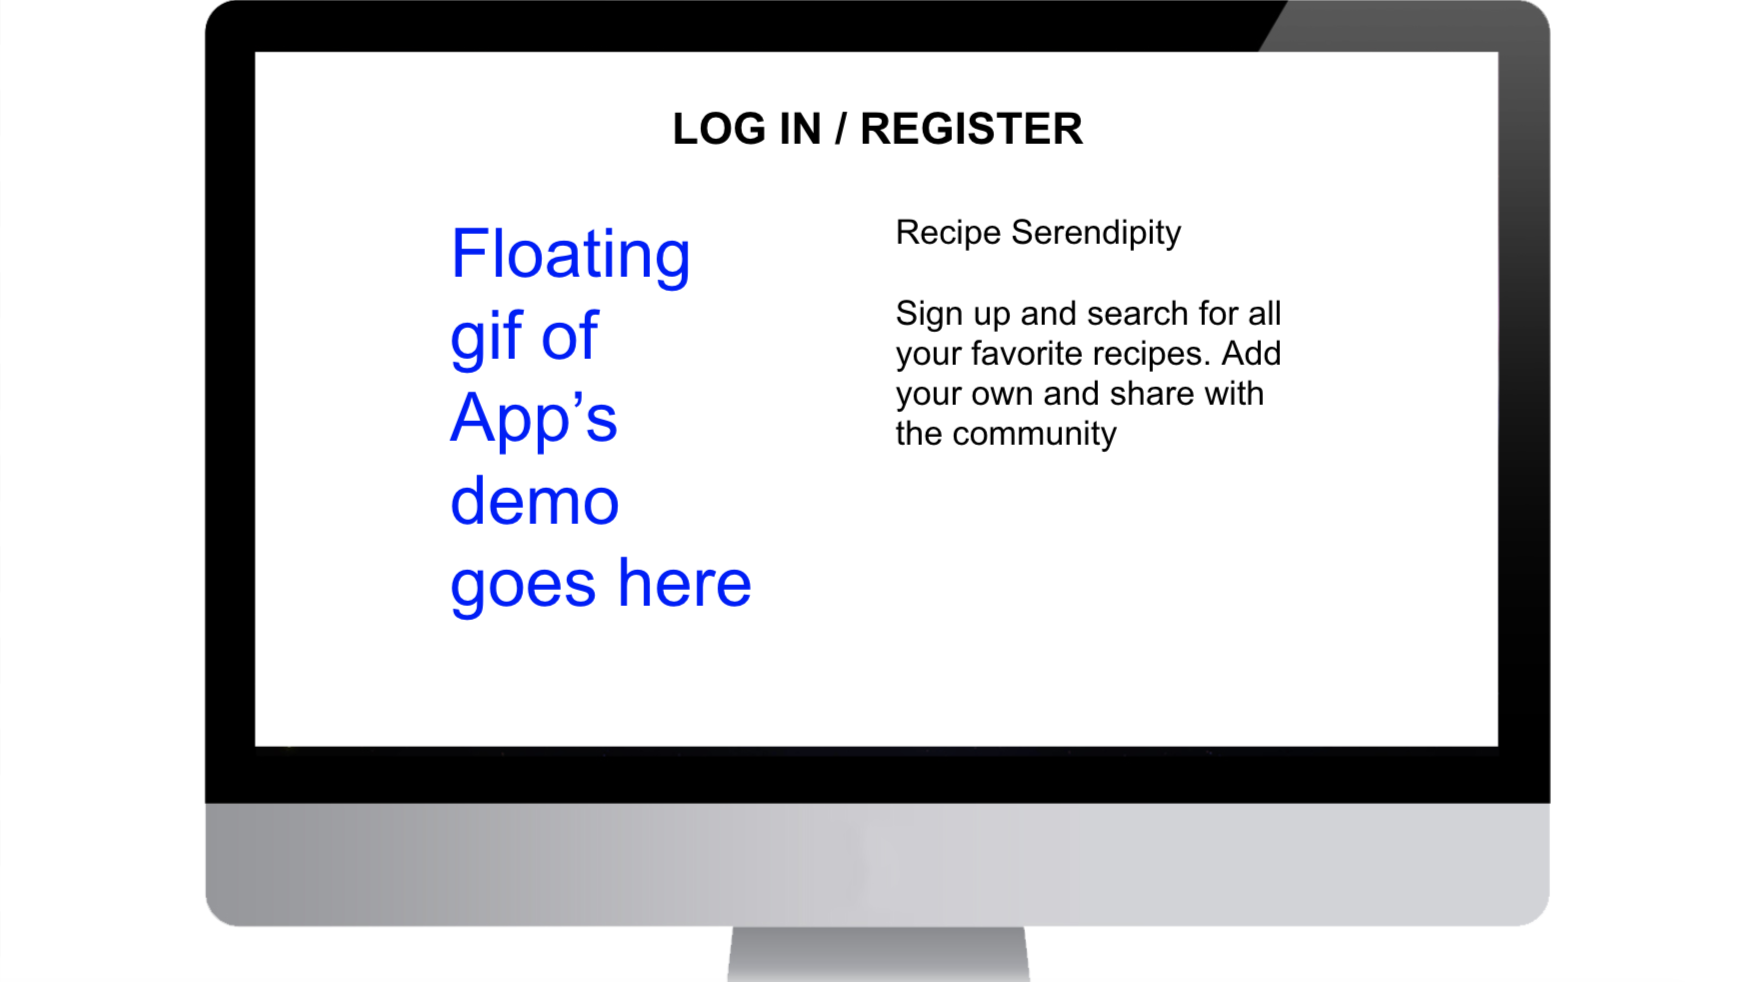 LOG IN / REGISTER
Floating
gif of
App’s
demo
goes here
Recipe Serendipity
Sign up and search for all
your favorite recipes. Add
your own and share with
the community